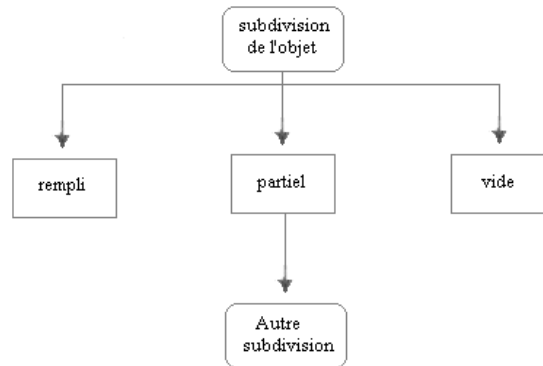 subdivision
de l'objet
rempli
partiel
vide
Autre
subdivision